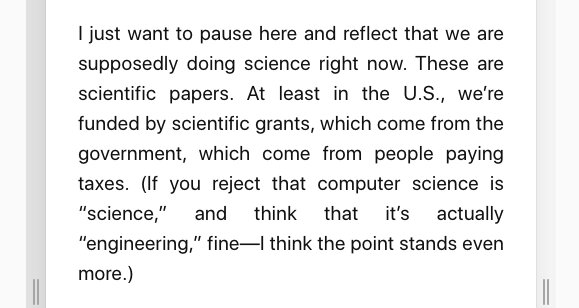 I just want to pause here and reflect that we are
supposedly doing science right now. These are
scientific papers. At least in the U.S., we’re
funded by scientific grants, which come from the
government, which come from people paying
taxes. (If you reject that computer science is
“science,” and think that it’s actually
“engineering,” fine—I think the point stands even
more.)